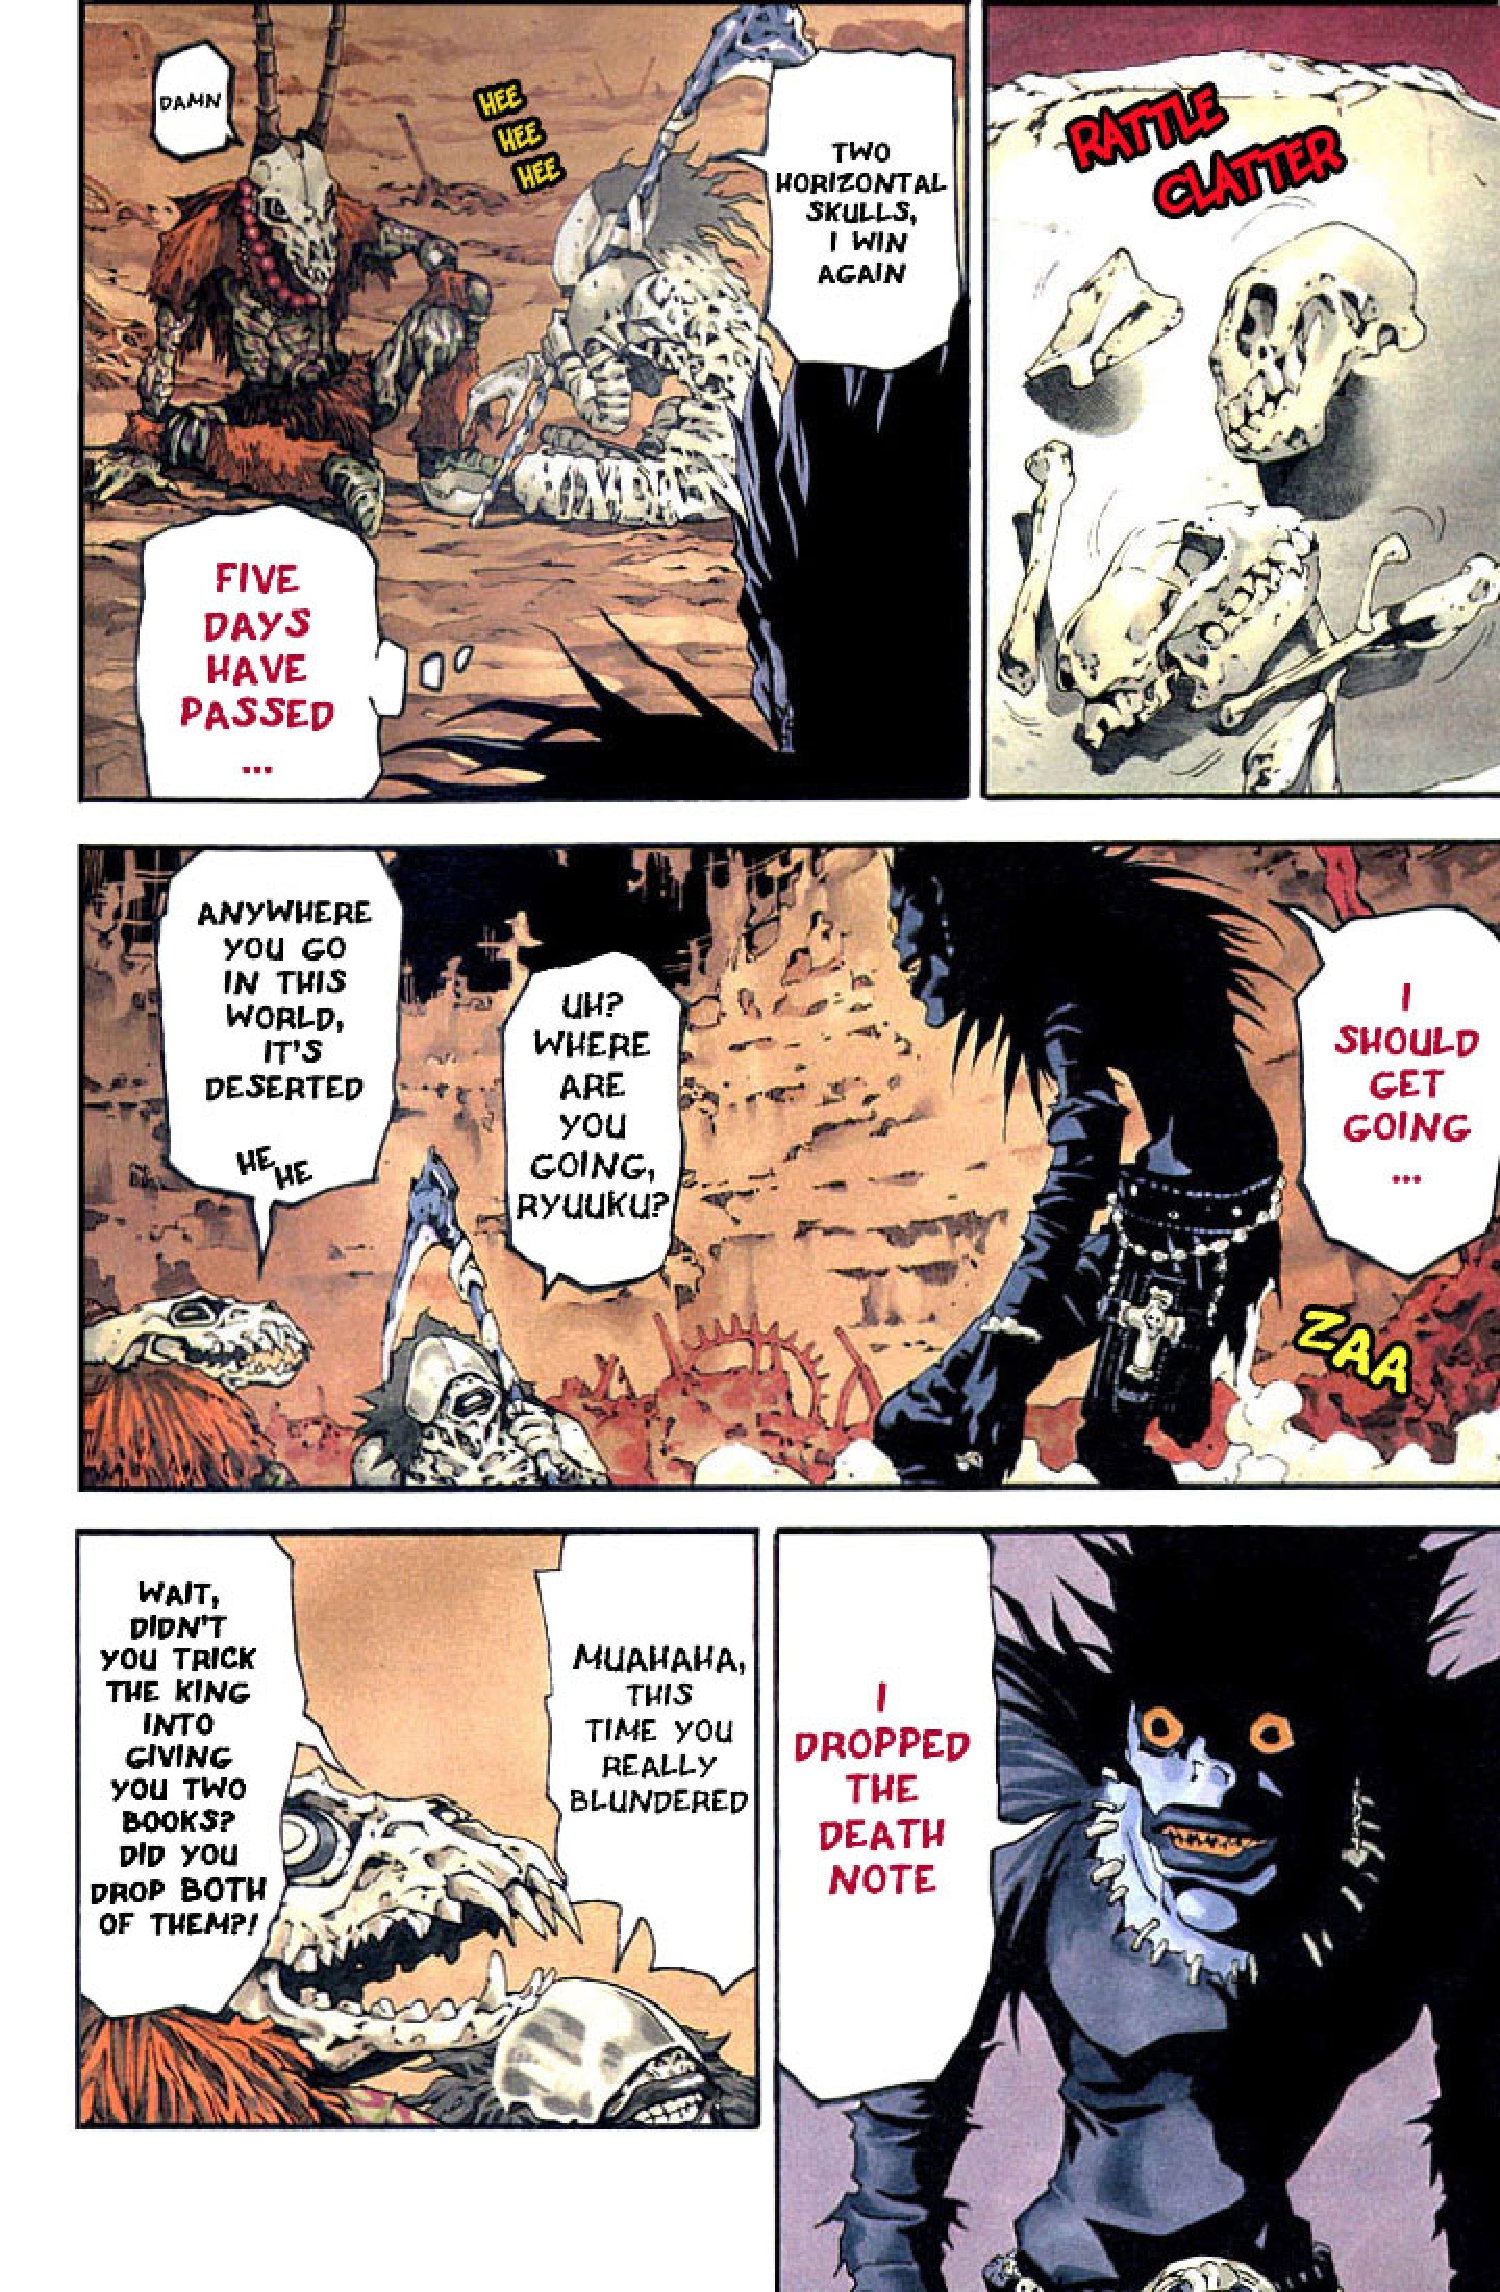 RATTLE
CLATTER
TWO
HORIZONTAL
SKULLS,
I WIN
AGAIN
HEE
HEE
HEE
DAMN
FIVE
DAYS
HAVE
PASSED
...
I
SHOULD
GET
GOING
...
ZAA
UH?
WHERE
ARE
YOU
GOING,
RYUUKU?
ANYWHERE
YOU GO
IN THIS
WORLD,
IT'S
DESERTED
HE
HE
I
DROPPED
THE
DEATH
NOTE
MUAHAHA,
THIS
TIME YOU
REALLY
BLUNDERED
WAIT,
DIDN'T
YOU TRICK
THE KING
INTO
GIVING
YOU TWO
BOOKS?
DID YOU
DROP BOTH
OF THEM?!